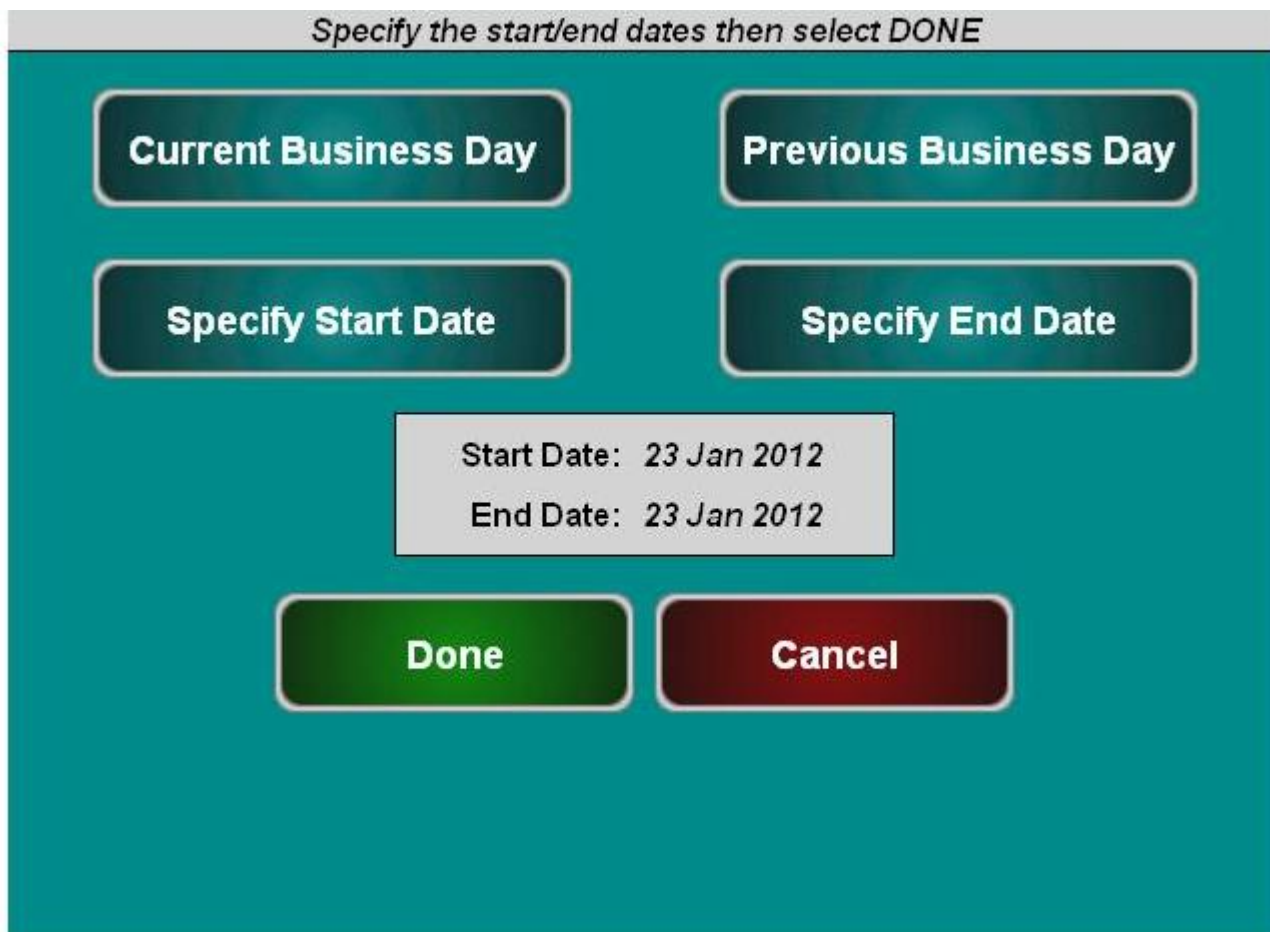 Specify the start/end dates then select DONE
Current Business Day
Previous Business Day
Specify Start Date
Specify End Date
Start Date: 23 Jan 2012
End Date: 23 Jan 2012
Done
Cancel